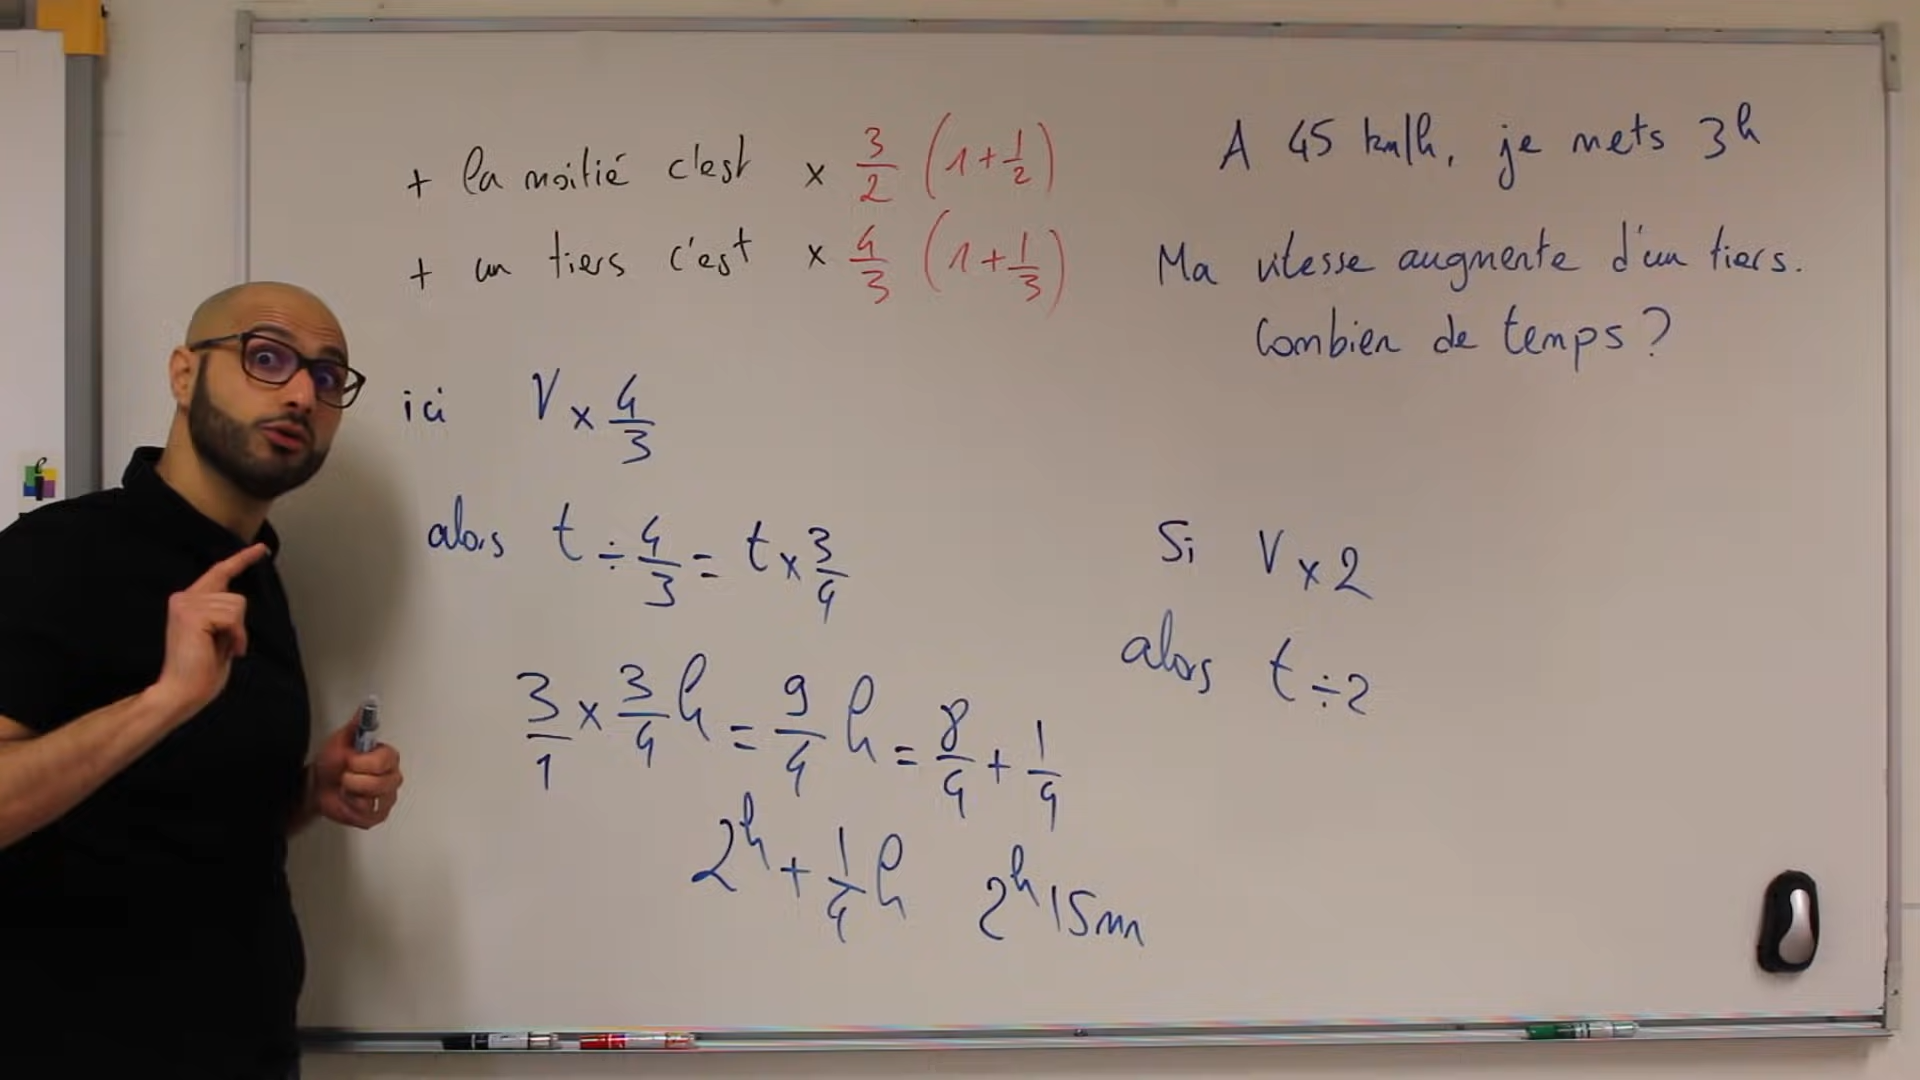 + la moitié c'est × 3/2 (1+1/2)
+ un tiers c'est × 4/3 (1+1/3)
A 45 km/h, je mets 3h
Ma vitesse augmente d'un tiers.
Combien de temps ?
ici V × 4/3
alors t ÷ 4/3 = t × 3/4
3/1 × 3/4 h = 9/4 h = 8/4 + 1/4
2h + 1/4 h 2h 15mn
Si V × 2
alors t ÷ 2